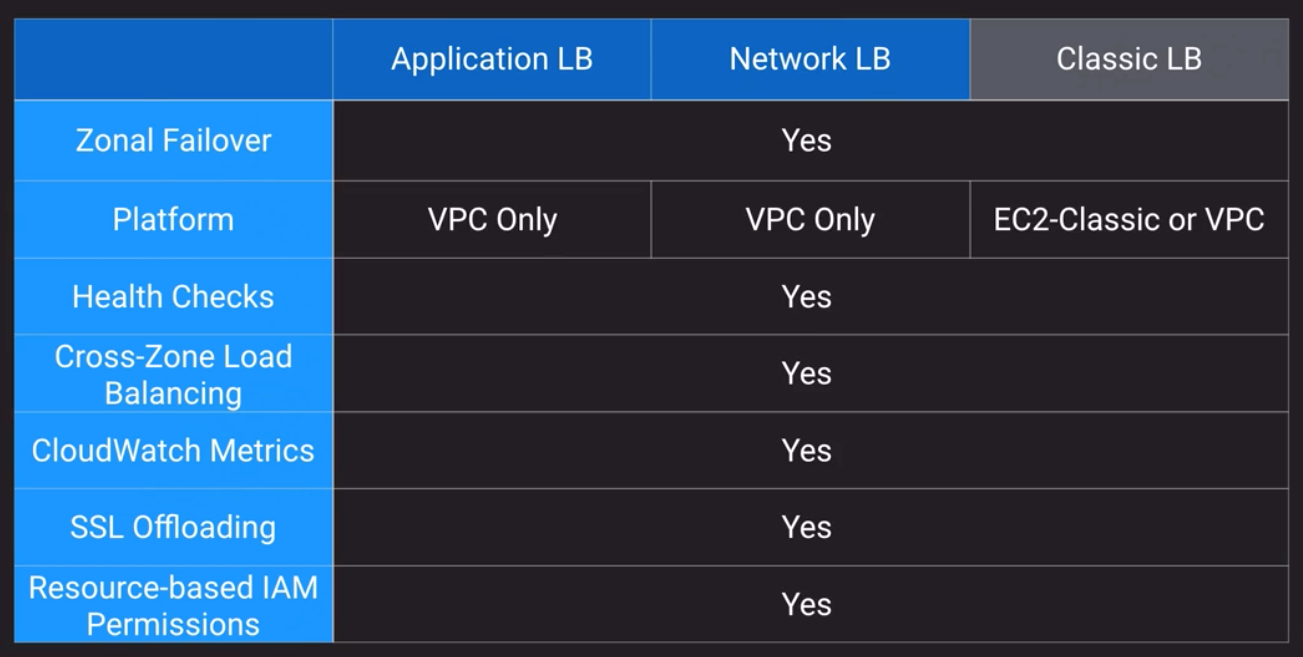 Application LB
Network LB
Classic LB
Zonal Failover
Yes
Platform
VPC Only
VPC Only
EC2-Classic or VPC
Health Checks
Yes
Cross-Zone Load
Balancing
Yes
CloudWatch Metrics
Yes
SSL Offloading
Yes
Resource-based IAM
Permissions
Yes